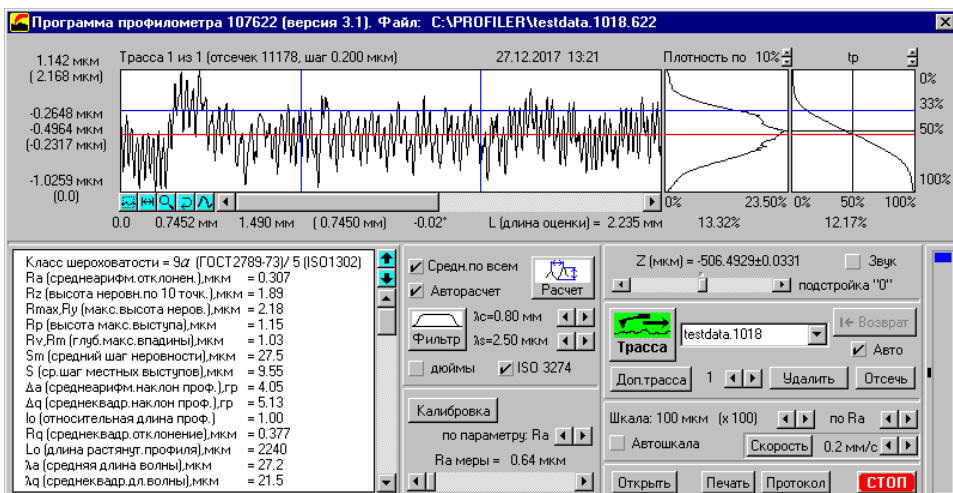 Программа профилометра 107622 (версия 3.1). Файл: C:\PROFILER\testdata.1018.622
1.142 мкм
(2.168 мкм)
-0.2648 мкм
-0.4964 мкм
(-0.2317 мкм)
-1.0259 мкм
(0.0)
Трасса 1 из 1 (отсечек 11178, шаг 0.200 мкм) 27.12.2017 13:21
Плотность по 10% tp
0%
33%
50%
100%
0% 23.50% 0% 50% 100%
0.0 0.7452 мм 1.490 мм (0.7450 мм) -0.02° L (длина оценки) = 2.235 мм 13.32% 12.17%
Класс шероховатости = 9а (ГОСТ2789-73)/ 5 (ISO1302)
Ra (среднеарифм.отклонен.),мкм = 0.307
Rz (высота неровн.по 10 точк.),мкм = 1.89
Rmax,Ry (макс.высота неров.),мкм = 2.18
Rp (высота макс.выступа),мкм = 1.15
Rv,Rm (глуб.макс.впадины),мкм = 1.03
Sm (средний шаг неровности),мкм = 27.5
S (ср.шаг местных выступов),мкм = 9.55
Δa (среднеарифм.наклон проф.),гр = 4.05
Δq (среднеквадр.наклон проф.),гр = 5.13
lo (относительная длина проф.) = 1.00
Rq (среднеквадр.отклонение),мкм = 0.377
Lo (длина растянут.профиля),мкм = 2240
λa (средняя длина волны),мкм = 27.2
λq (среднеквадр.дл.волны),мкм = 21.5
Средн.по всем
Авторасчет
Расчет
Фильтр
λc=0.80 мм
λs=2.50 мкм
дюймы ISO 3274
Калибровка
по параметру: Ra
Ra меры = 0.64 мкм
Z (мкм) = -506.4929±0.0331 Звук
подстройка "0"
Трасса
testdata.1018
Возврат
Авто
Доп.трасса 1 Удалить Отсечь
Шкала: 100 мкм (x 100) по Ra
Автошкала Скорость 0.2 мм/с
Открыть Печать Протокол СТОП